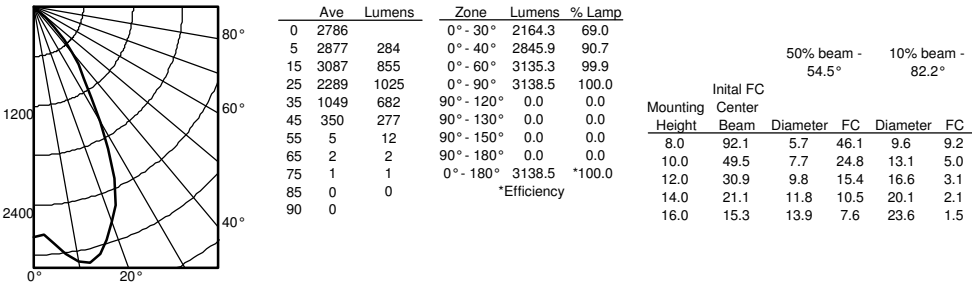 80°
60°
40°
1200
2400
0° 20°
Ave Lumens
0 2786
5 2877 284
15 3087 855
25 2289 1025
35 1049 682
45 350 277
55 5 12
65 2 2
75 1 1
85 0 0
90 0
Zone Lumens % Lamp
0°- 30° 2164.3 69.0
0°- 40° 2845.9 90.7
0°- 60° 3135.3 99.9
0°- 90° 3138.5 100.0
90°- 120° 0.0 0.0
90°- 130° 0.0 0.0
90°- 150° 0.0 0.0
90°- 180° 0.0 0.0
0°- 180° 3138.5 *100.0
*Efficiency
50% beam - 10% beam -
54.5° 82.2°
Inital FC
Mounting Center
Height Beam Diameter FC Diameter FC
8.0 92.1 5.7 46.1 9.6 9.2
10.0 49.5 7.7 24.8 13.1 5.0
12.0 30.9 9.8 15.4 16.6 3.1
14.0 21.1 11.8 10.5 20.1 2.1
16.0 15.3 13.9 7.6 23.6 1.5